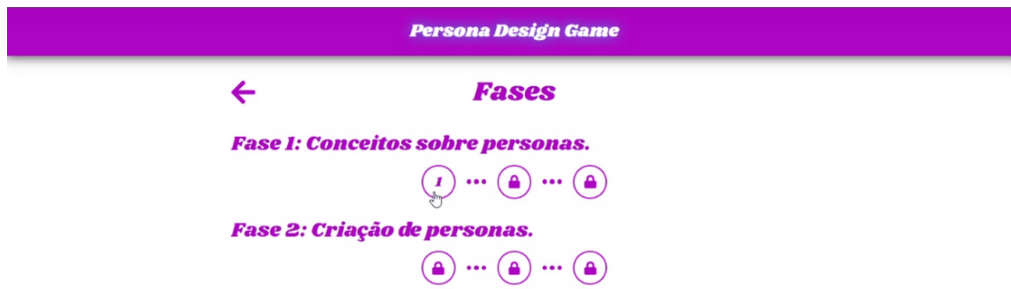 Persona Design Game
Fases
Fase 1: Conceitos sobre personas.
1
Fase 2: Criação de personas.